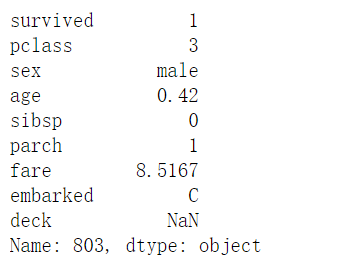 survived 1
pclass 3
sex male
age 0.42
sibsp 0
parch 1
fare 8.5167
embarked C
deck NaN
Name: 803, dtype: object